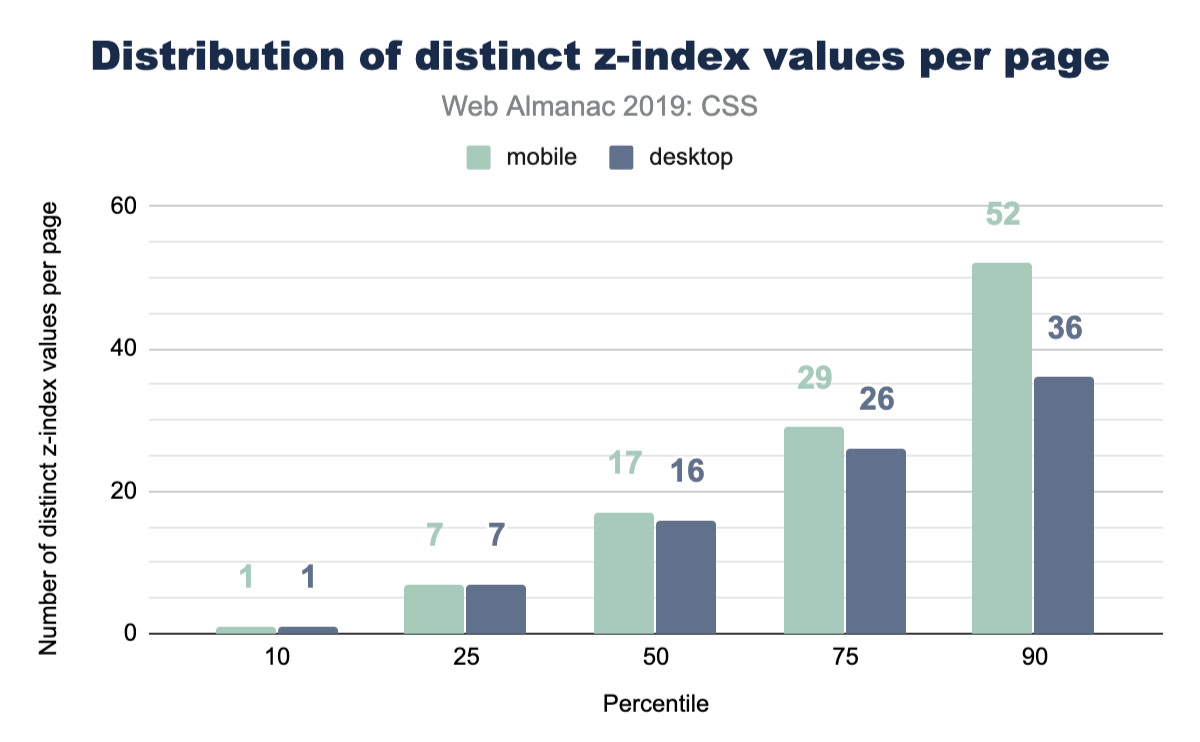 Distribution of distinct z-index values per page
Web Almanac 2019: CSS
mobile desktop
Number of distinct z-index values per page
60
40
20
0
1 1
7 7
17 16
29 26
52 36
10 25 50 75 90
Percentile